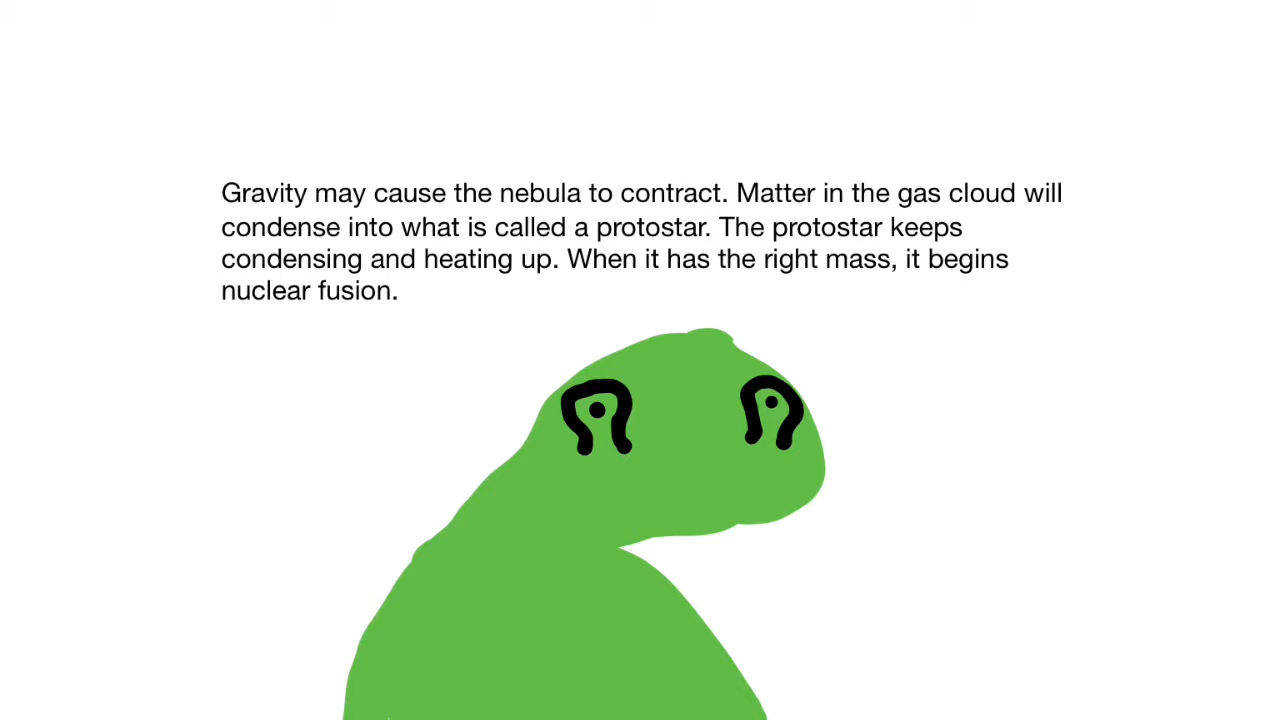 Gravity may cause the nebula to contract. Matter in the gas cloud will
condense into what is called a protostar. The protostar keeps
condensing and heating up. When it has the right mass, it begins
nuclear fusion.